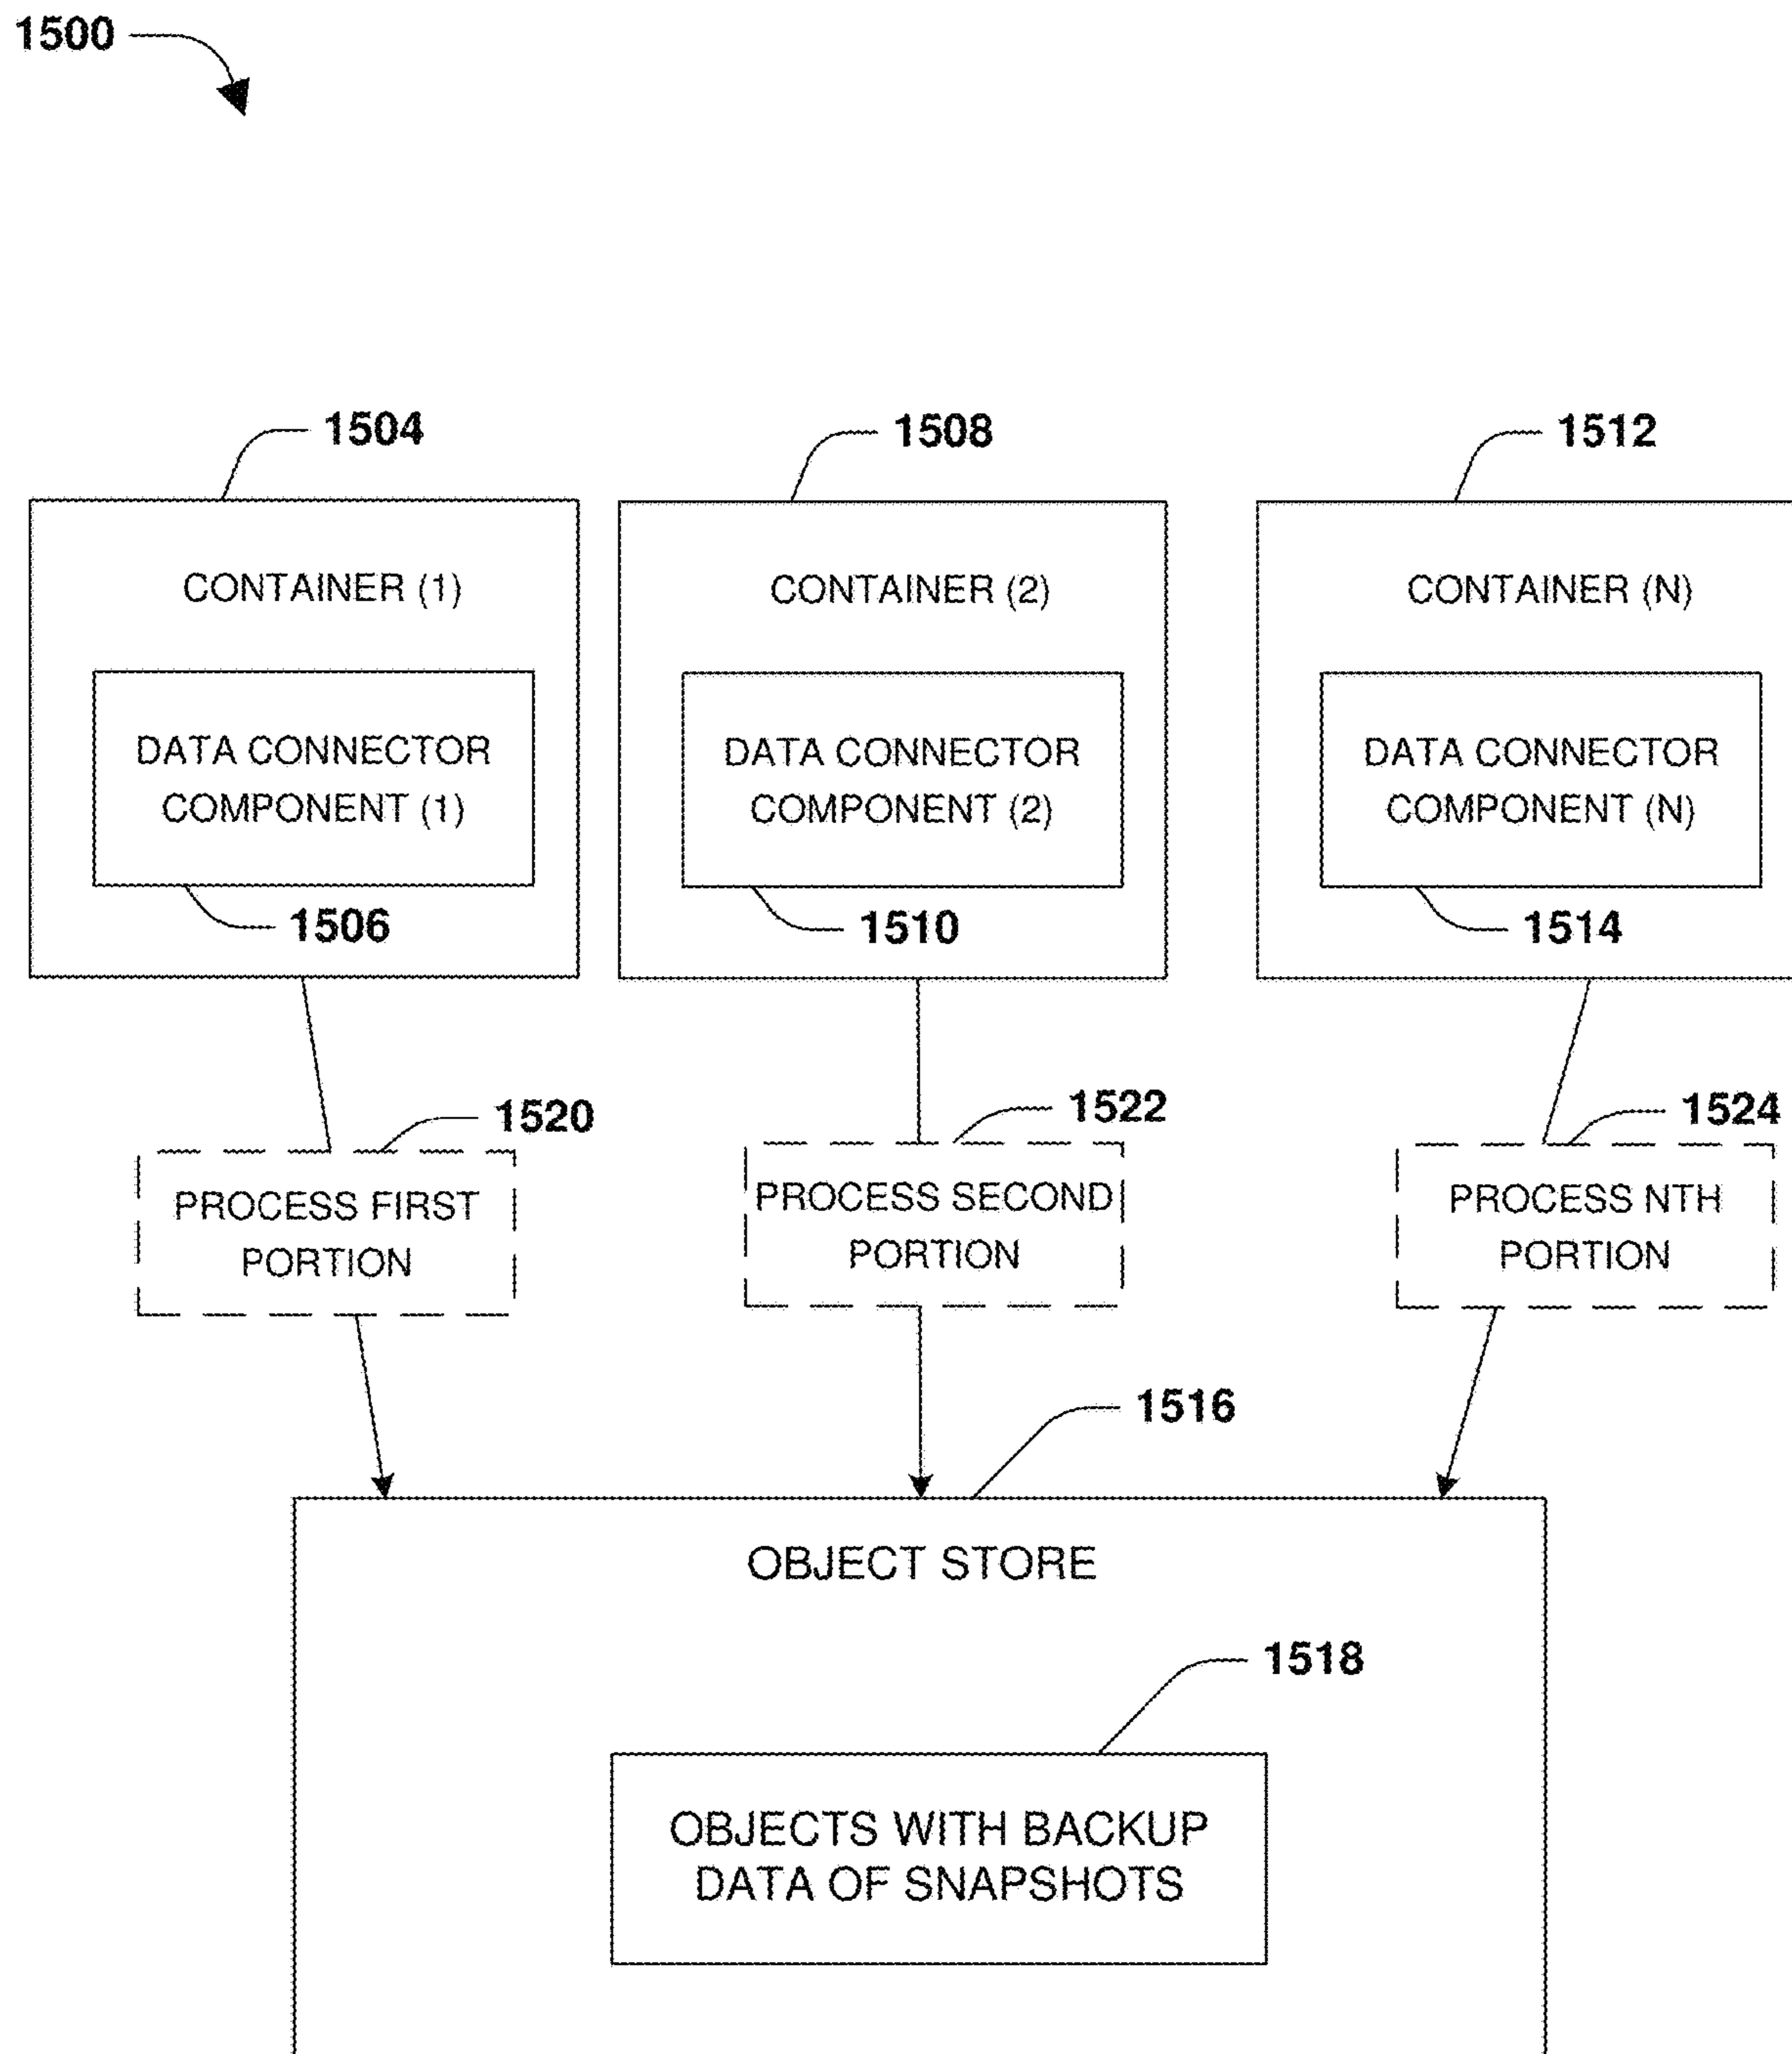 1500
1504
1508
1512
CONTAINER (1)
CONTAINER (2)
CONTAINER (N)
DATA CONNECTOR
COMPONENT (1)
DATA CONNECTOR
COMPONENT (2)
DATA CONNECTOR
COMPONENT (N)
1506
1510
1514
1520
1522
1524
PROCESS FIRST
PORTION
PROCESS SECOND
PORTION
PROCESS NTH
PORTION
1516
OBJECT STORE
1518
OBJECTS WITH BACKUP
DATA OF SNAPSHOTS